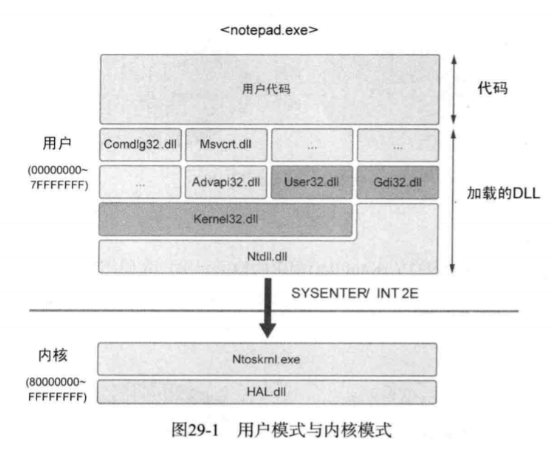 <notepad.exe>
用户代码
代码
用户
(00000000~
7FFFFFFF)
Comdlg32.dll Msvcrt.dll ... ...
... Advapi32.dll User32.dll Gdi32.dll
加载的DLL
Kernel32.dll
Ntdll.dll
SYSENTER/ INT 2E
内核
(80000000~
FFFFFFFF)
Ntoskrnl.exe
HAL.dll
图29-1 用户模式与内核模式